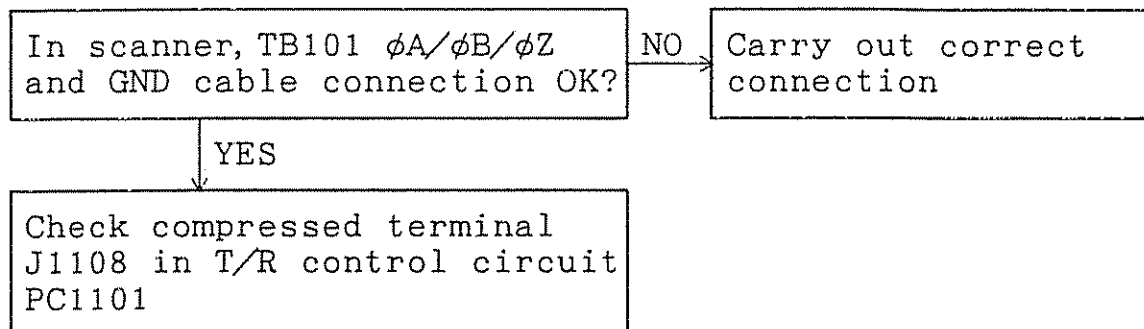 In scanner, TB101 φA/φB/φZ
and GND cable connection OK?
NO
Carry out correct
connection
YES
Check compressed terminal
J1108 in T/R control circuit
PC1101